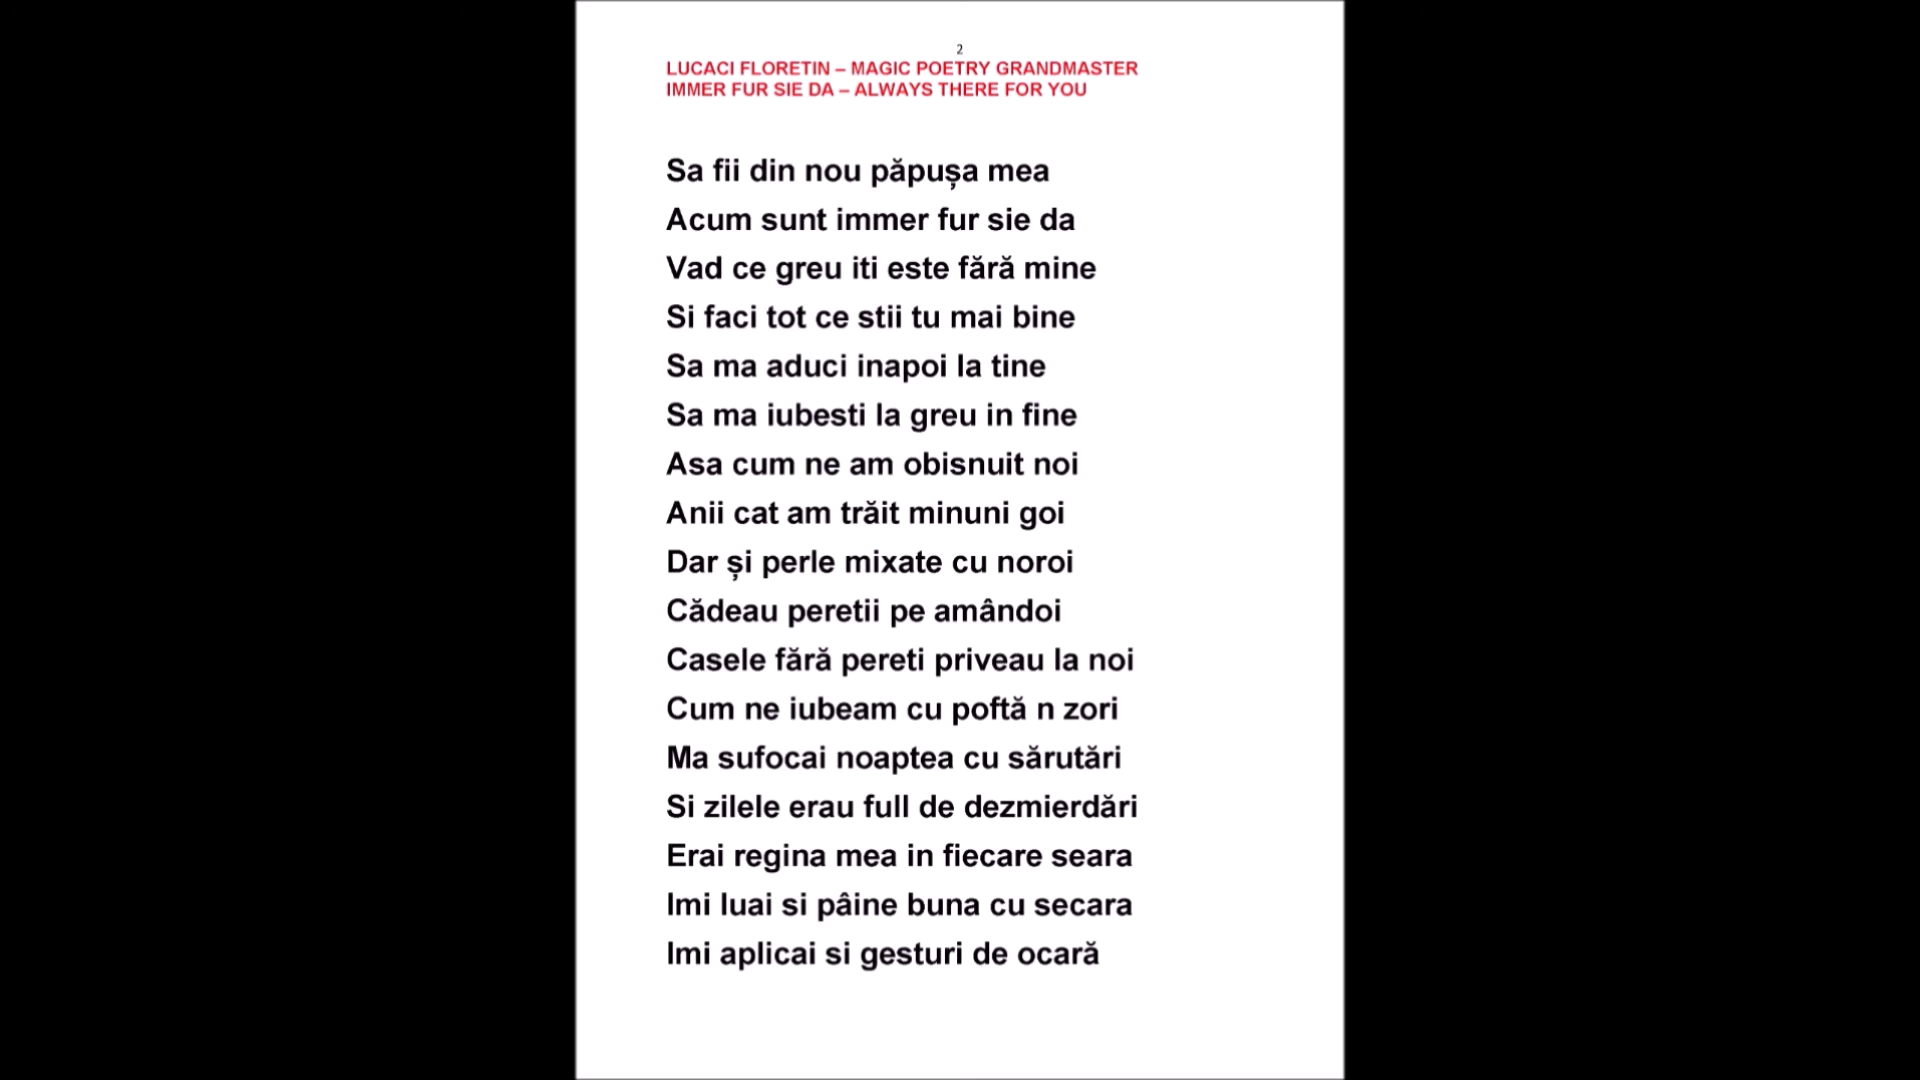 2
LUCACI FLORETIN – MAGIC POETRY GRANDMASTER
IMMER FUR SIE DA – ALWAYS THERE FOR YOU
Sa fii din nou păpușa mea
Acum sunt immer fur sie da
Vad ce greu iti este fără mine
Si faci tot ce stii tu mai bine
Sa ma aduci inapoi la tine
Sa ma iubesti la greu in fine
Asa cum ne am obisnuit noi
Anii cat am trăit minuni goi
Dar și perle mixate cu noroi
Cădeau peretii pe amândoi
Casele fără pereti priveau la noi
Cum ne iubeam cu poftă n zori
Ma sufocai noaptea cu sărutări
Si zilele erau full de dezmierdări
Erai regina mea in fiecare seara
Imi luai si pâine buna cu secara
Imi aplicai si gesturi de ocară